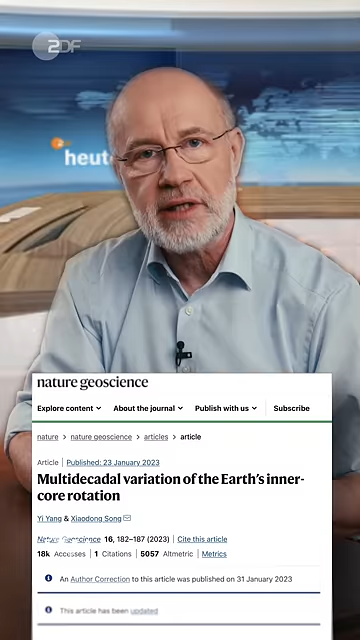 2DF
heute
nature geoscience
Explore content
About the journal
Publish with us
Subscribe
nature > nature geoscience > articles > article
Article | Published: 23 January 2023
Multidecadal variation of the Earth's inner-
core rotation
Yi Yang & Xiaodong Song
Nature Geoscience 16, 182–187 (2023) | Cite this article
18k Accesses | 1 Citations | 5057 Altmetric | Metrics
An Author Correction to this article was published on 31 January 2023
This article has been updated